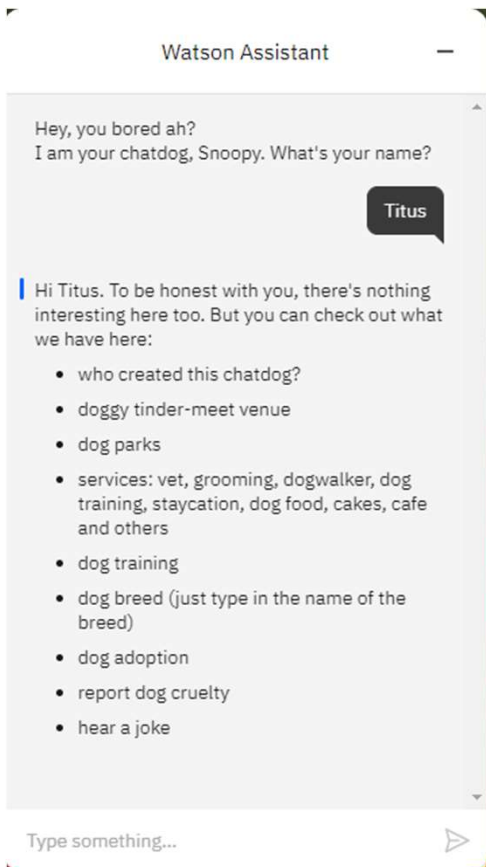 Watson Assistant
Hey, you bored ah?
I am your chatdog, Snoopy. What's your name?
Titus
Hi Titus. To be honest with you, there's nothing
interesting here too. But you can check out what
we have here:
• who created this chatdog?
• doggy tinder-meet venue
• dog parks
• services: vet, grooming, dogwalker, dog
training, staycation, dog food, cakes, cafe
and others
• dog training
• dog breed (just type in the name of the
breed)
• dog adoption
• report dog cruelty
• hear a joke
Type something...